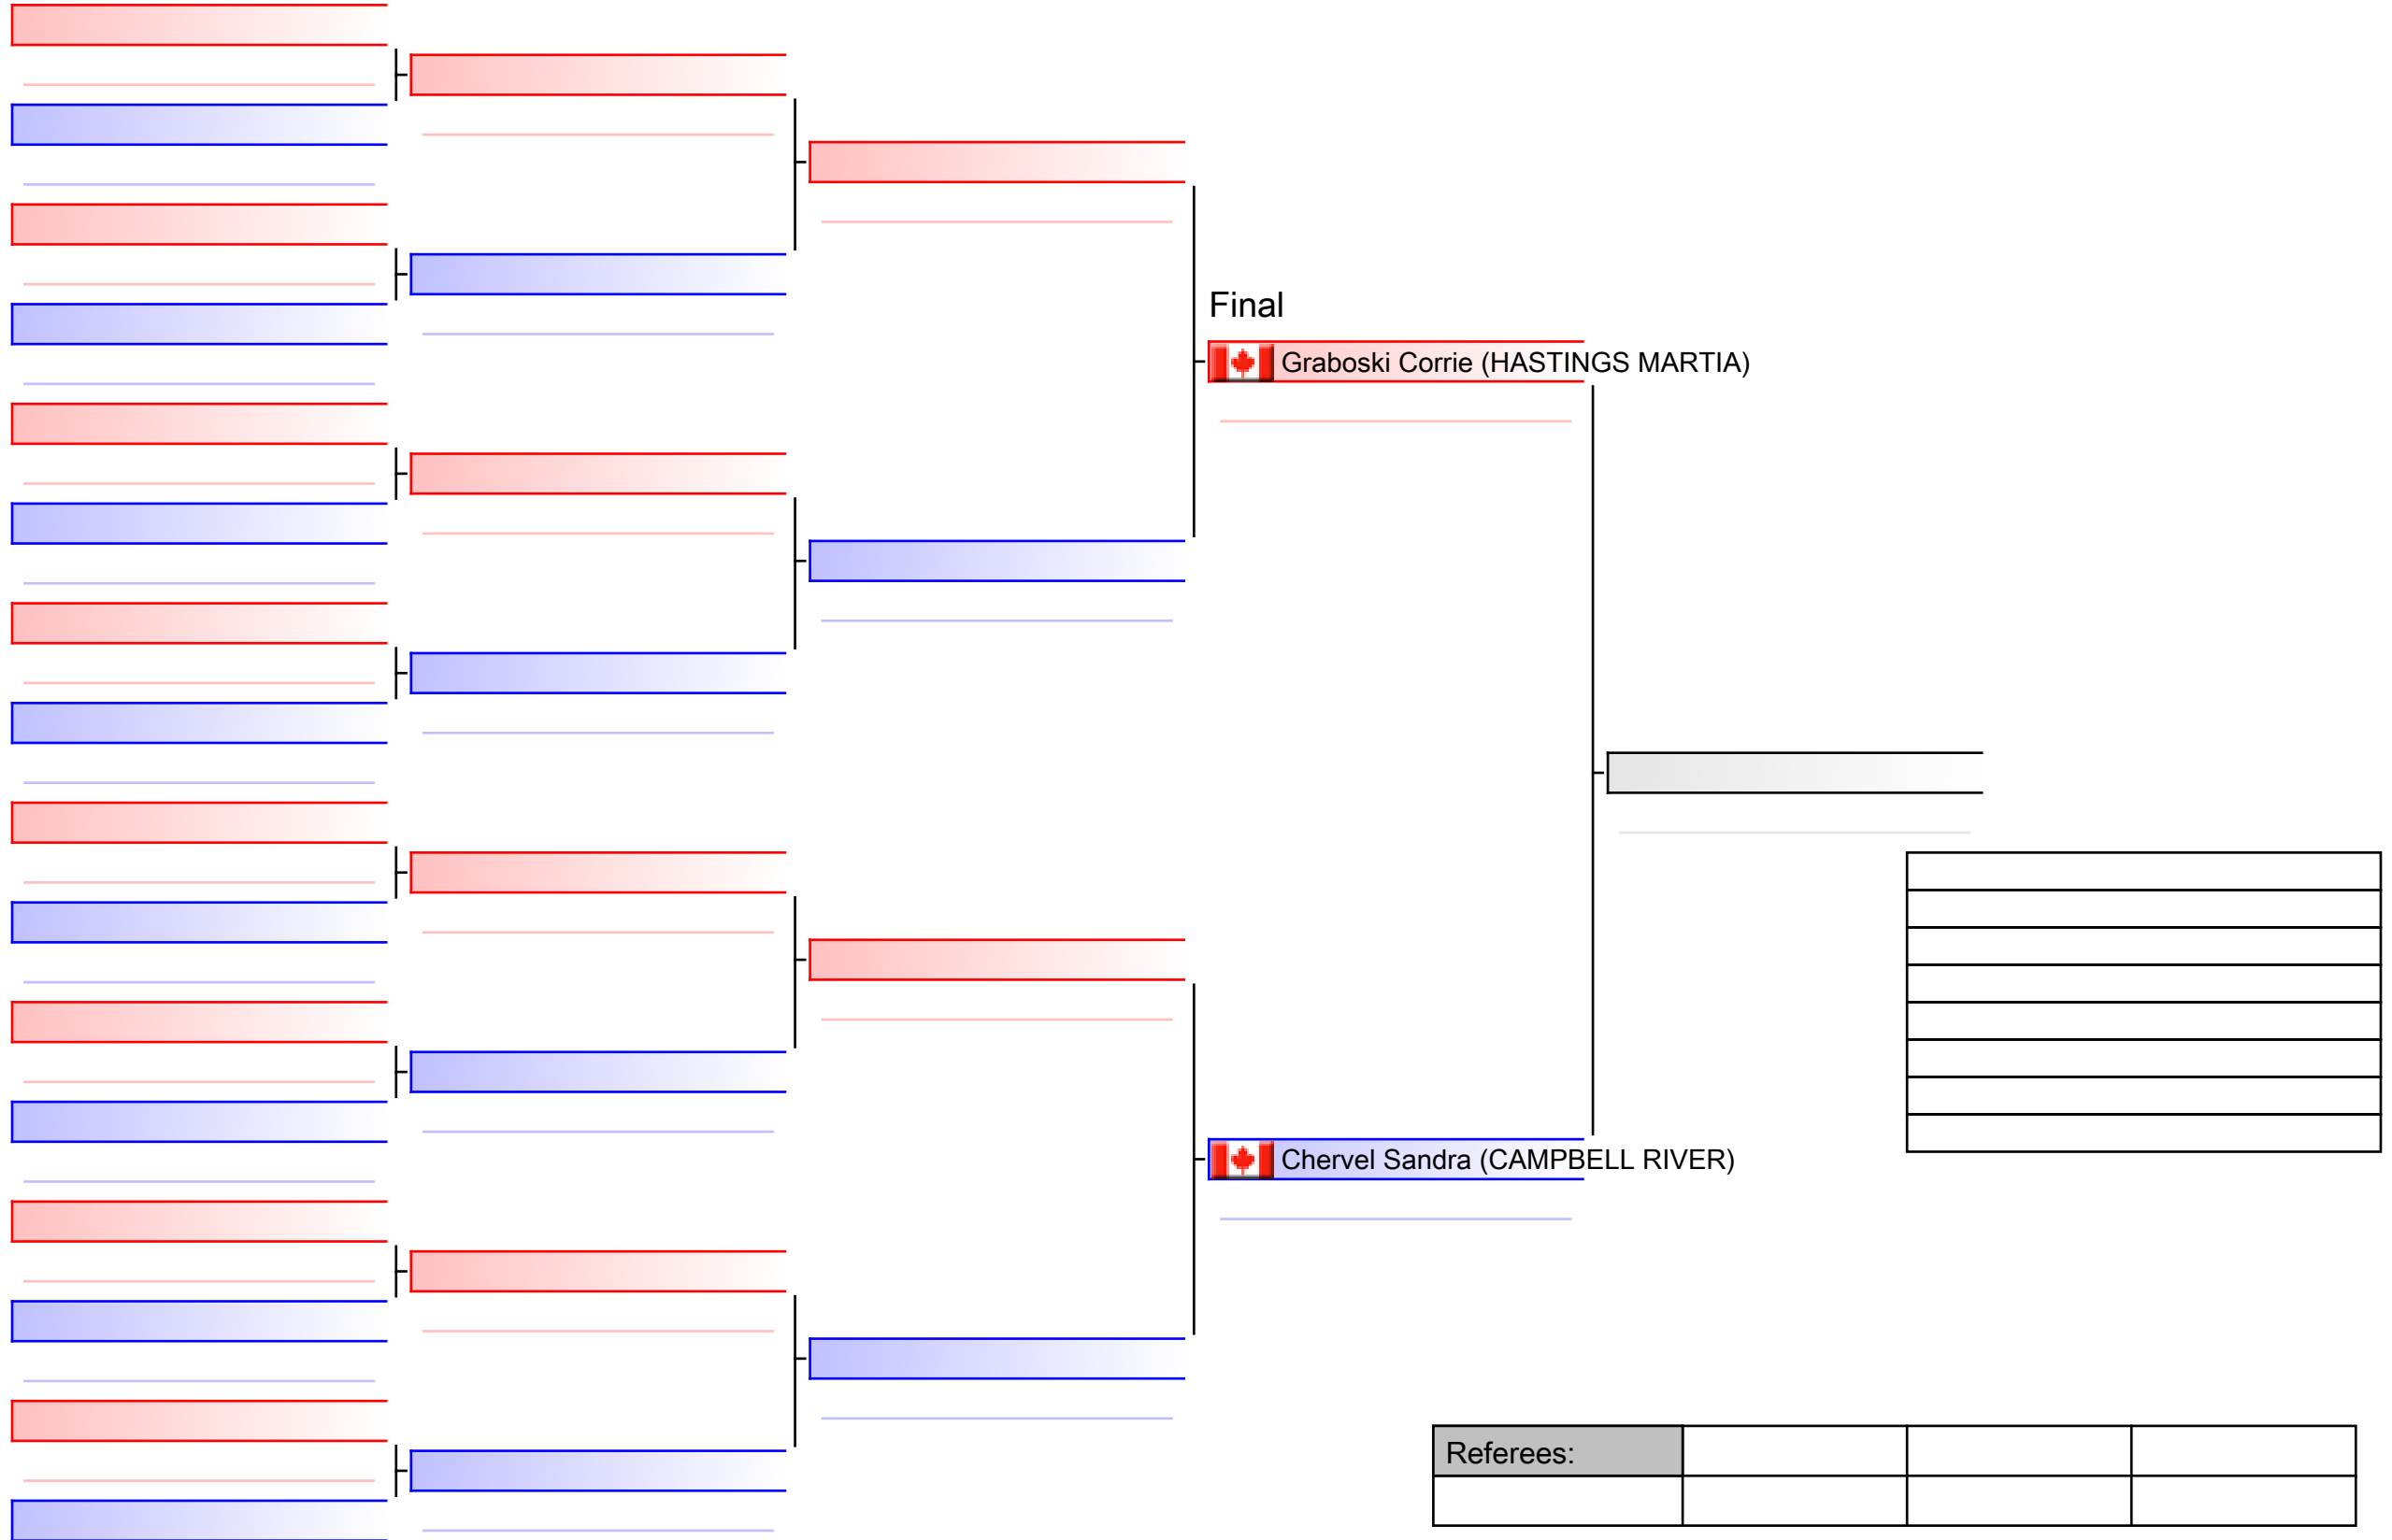 Final
Graboski Corrie (HASTINGS MARTIA)
Chervel Sandra (CAMPBELL RIVER)
Referees: